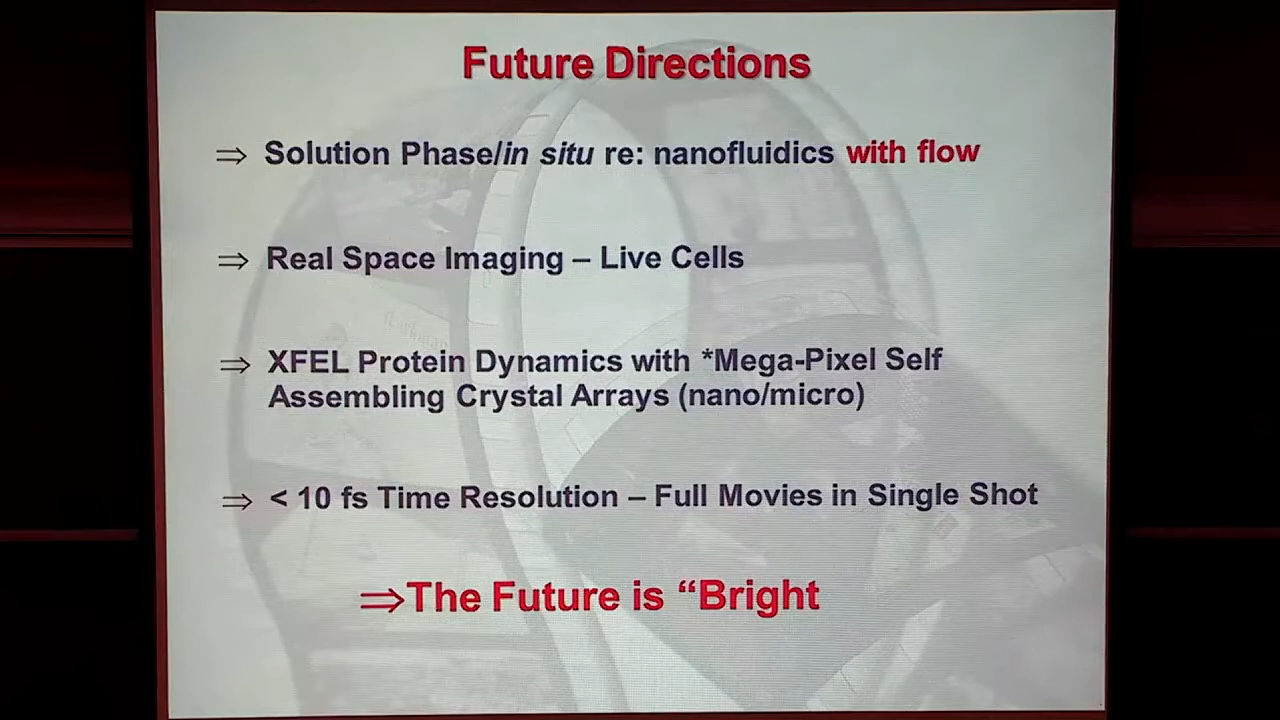 Future Directions
⇒ Solution Phase/in situ re: nanofluidics with flow
⇒ Real Space Imaging – Live Cells
⇒ XFEL Protein Dynamics with *Mega-Pixel Self
Assembling Crystal Arrays (nano/micro)
⇒ < 10 fs Time Resolution – Full Movies in Single Shot
⇒The Future is “Bright